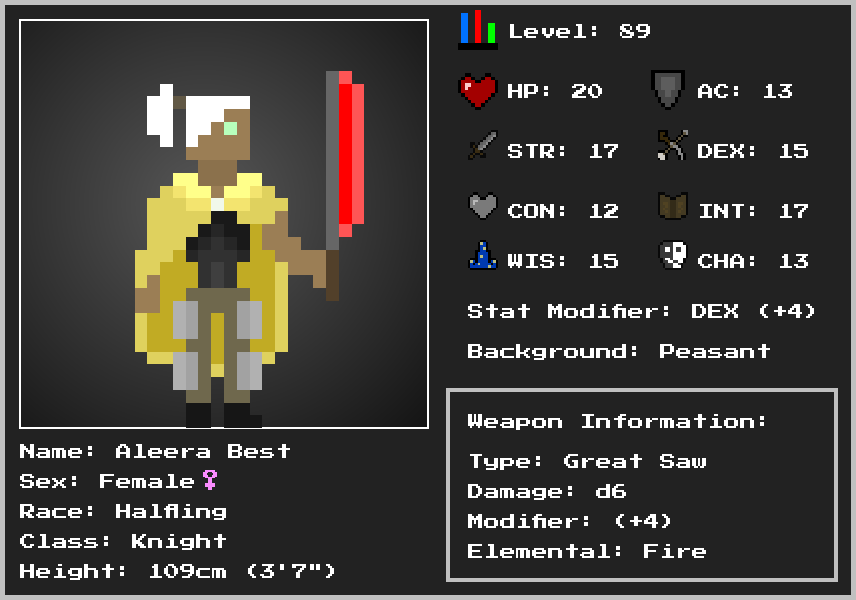 Level: 89
HP: 20 AC: 13
STR: 17 DEX: 15
CON: 12 INT: 17
WIS: 15 CHA: 13
Stat Modifier: DEX (+4)
Background: Peasant
Weapon Information:
Type: Great Saw
Damage: d6
Modifier: (+4)
Elemental: Fire
Name: Aleera Best
Sex: Female♀
Race: Halfling
Class: Knight
Height: 109cm (3'7")